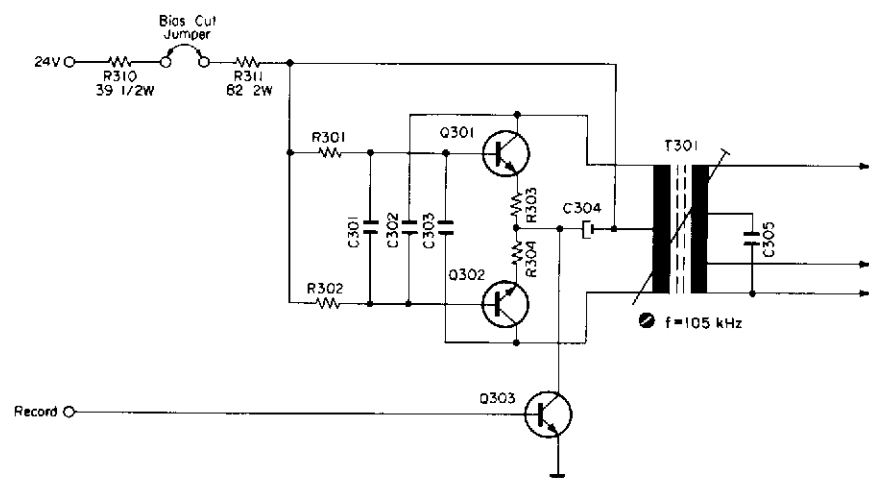 Bias Cut
Jumper
24V
R310
39 1/2W
R311
82 2W
R301
Q301
T301
R303
C304
C301
C302
C303
C305
R304
Q302
R302
f=105 kHz
Q303
Record